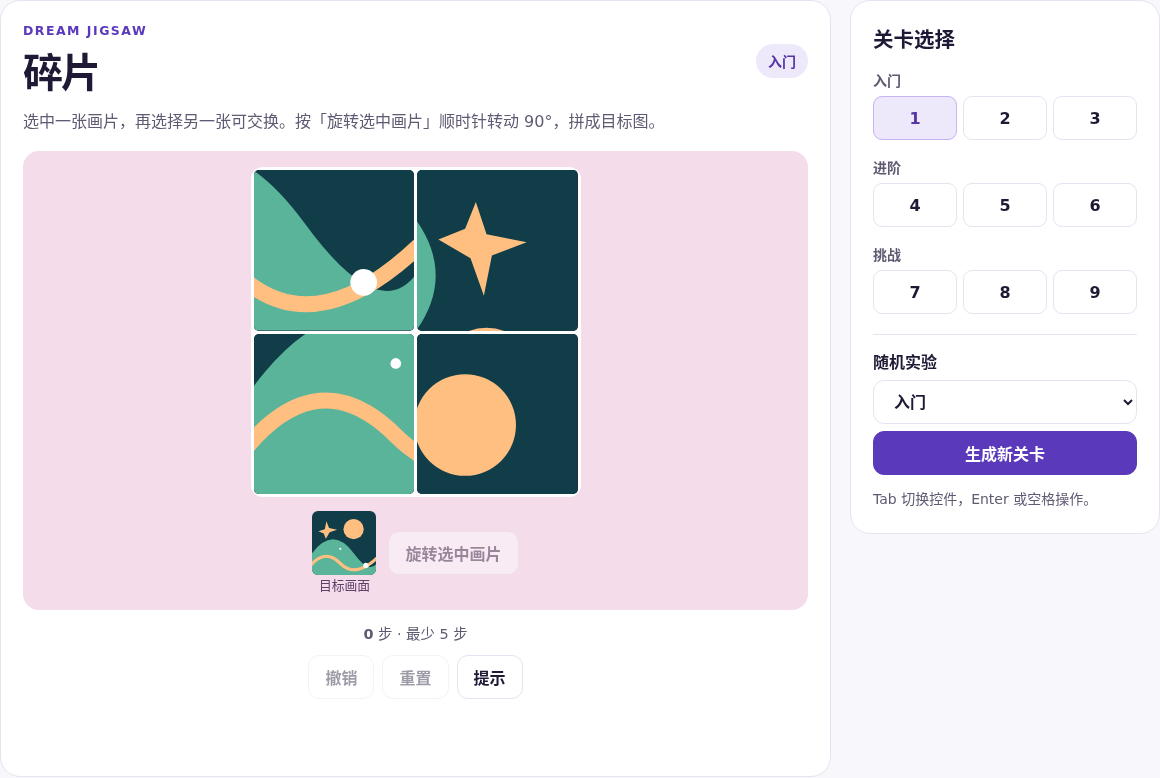 DREAM JIGSAW
碎片
入门
选中一张画片，再选择另一张可交换。按「旋转选中画片」顺时针转动 90°，拼成目标图。
目标画面
旋转选中画片
0 步 · 最少 5 步
撤销
重置
提示
关卡选择
入门
1
2
3
进阶
4
5
6
挑战
7
8
9
随机实验
入门
生成新关卡
Tab 切换控件，Enter 或空格操作。